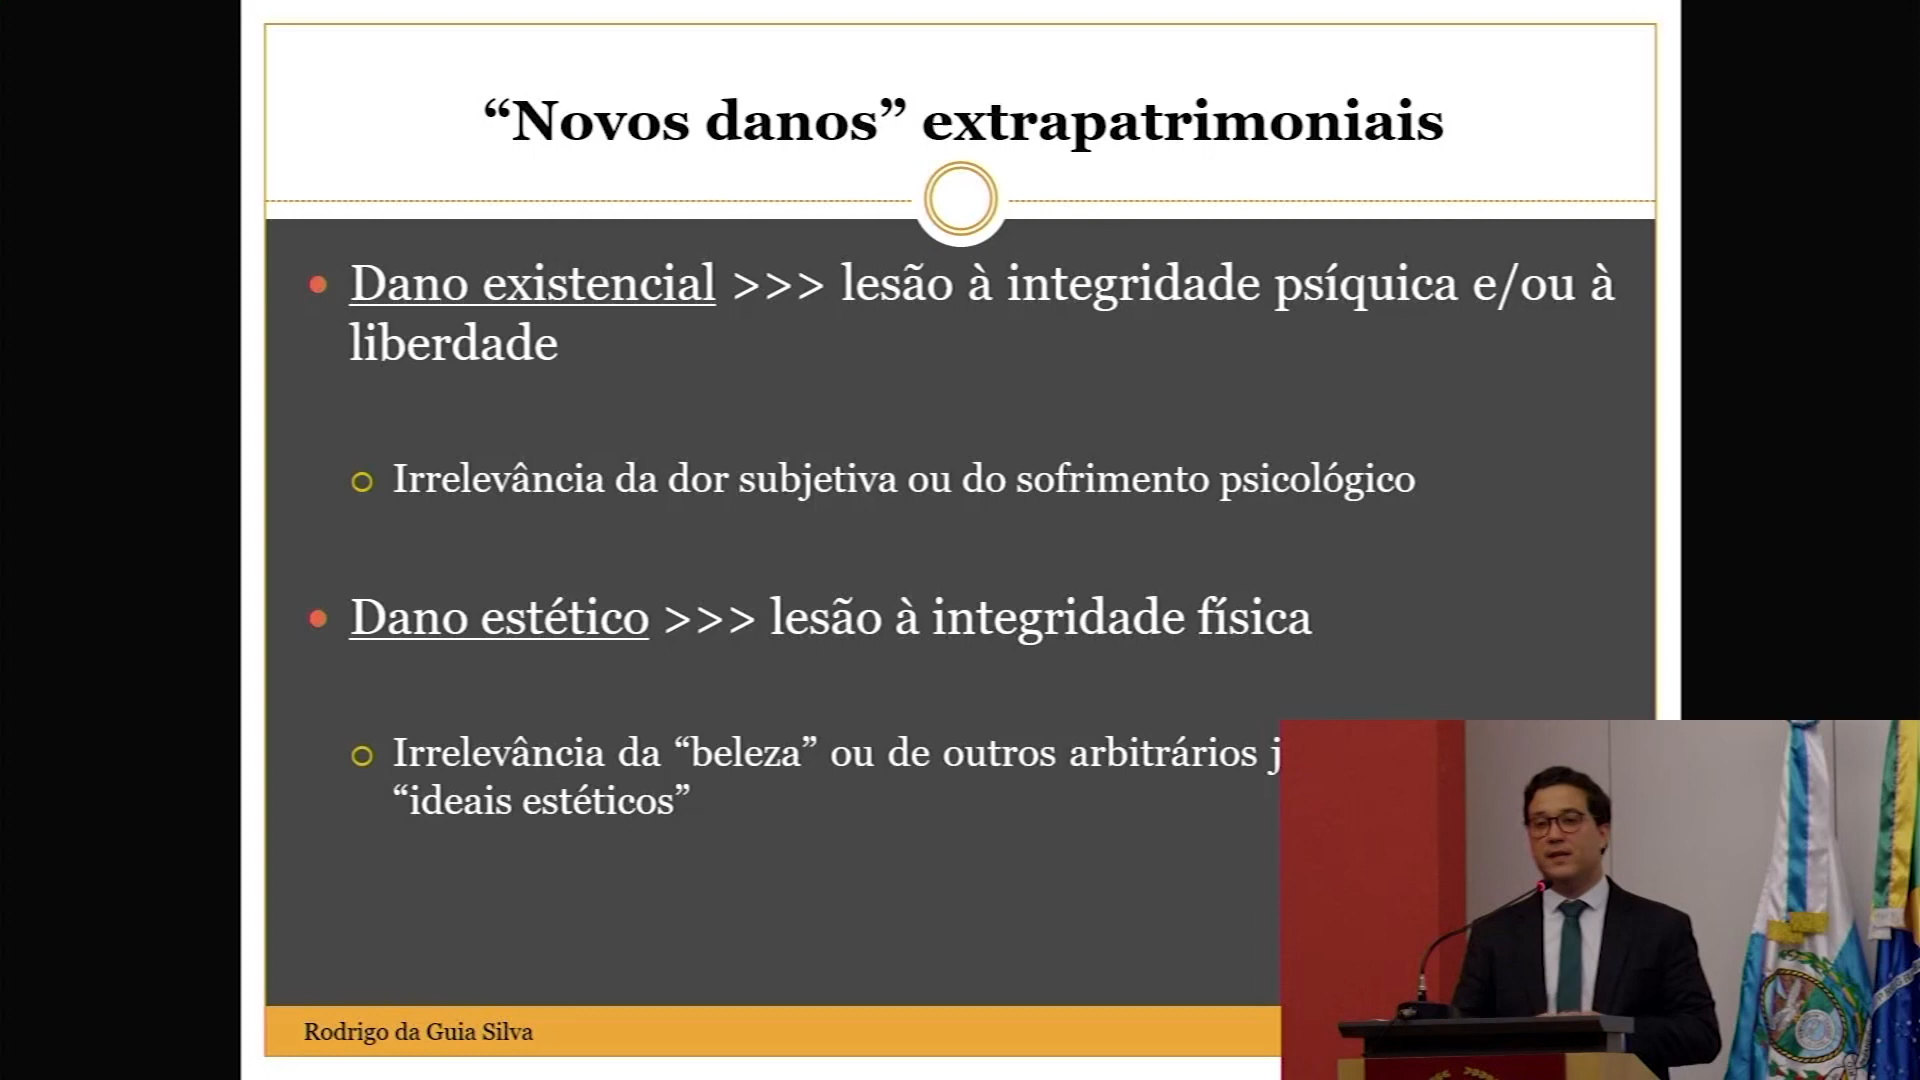 “Novos danos” extrapatrimoniais
Dano existencial >>> lesão à integridade psíquica e/ou à
liberdade
Irrelevância da dor subjetiva ou do sofrimento psicológico
Dano estético >>> lesão à integridade física
Irrelevância da “beleza” ou de outros arbitrários
“ideais estéticos”
Rodrigo da Guia Silva